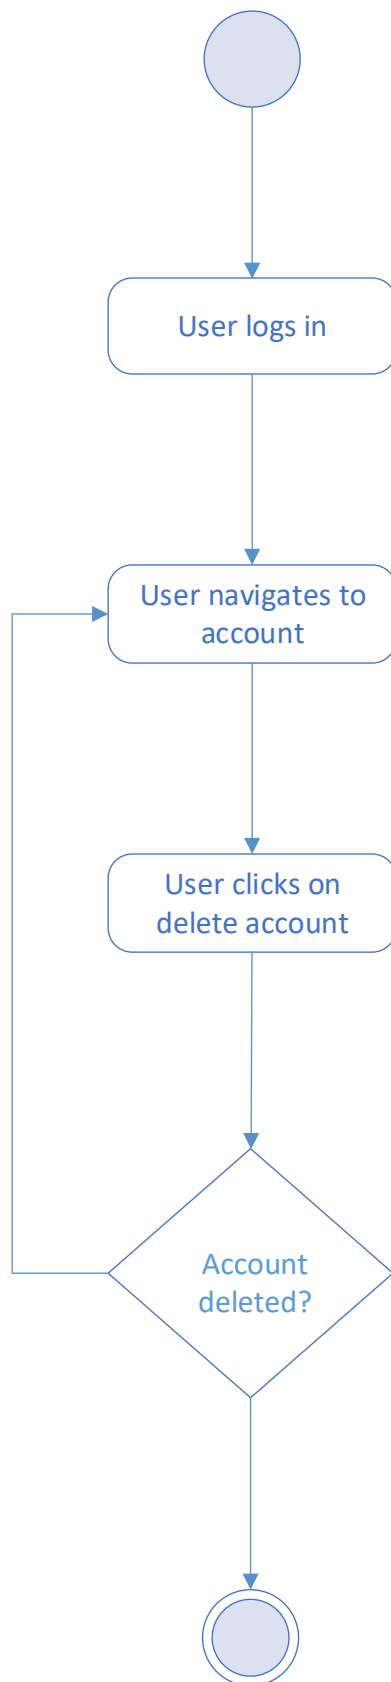 User logs in
User navigates to
account
User clicks on
delete account
Account
deleted?